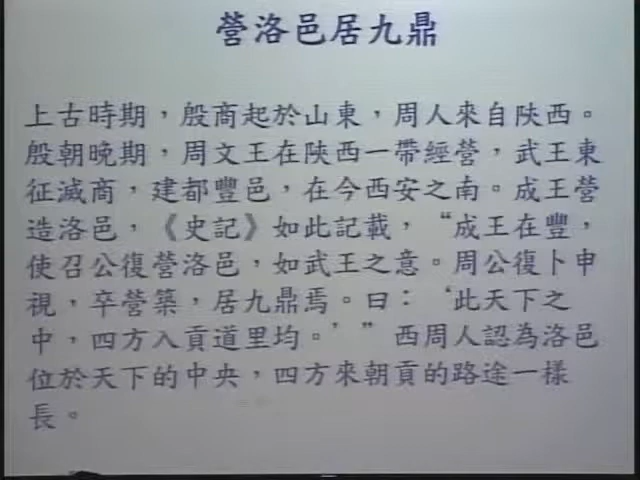 營洛邑居九鼎
上古時期，殷商起於山東，周人來自陝西。
殷朝晚期，周文王在陝西一帶經營，武王東
征滅商，建都豐邑，在今西安之南。成王營
造洛邑，《史記》如此記載，“成王在豐，
使召公復營洛邑，如武王之意。周公復卜申
視，卒營築，居九鼎焉。曰：‘此天下之
中，四方入貢道里均。’”西周人認為洛邑
位於天下的中央，四方來朝貢的路途一樣
長。